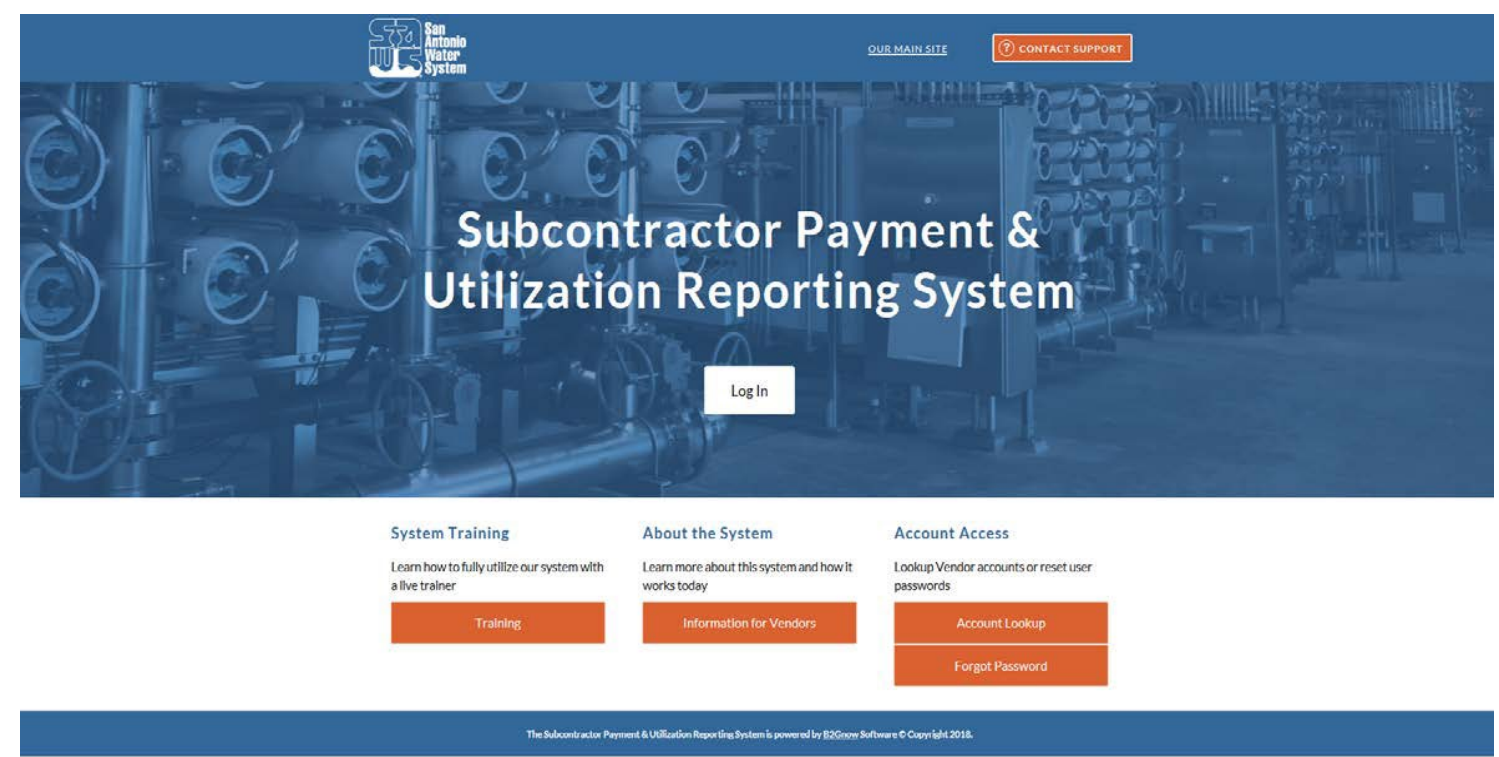 San
Antonio
Water
System
OUR MAIN SITE
? CONTACT SUPPORT
Subcontractor Payment &
Utilization Reporting System
Log In
System Training
Learn how to fully utilize our system with
a live trainer
Training
About the System
Learn more about this system and how it
works today
Information for Vendors
Account Access
Lookup Vendor accounts or reset user
passwords
Account Lookup
Forgot Password
The Subcontractor Payment & Utilization Reporting System is powered by B2Gnow Software © Copyright 2018.